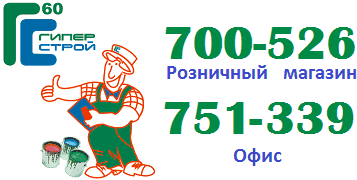 60
ГИПЕР
СТРОЙ
700-526
Розничный магазин
751-339
Офис